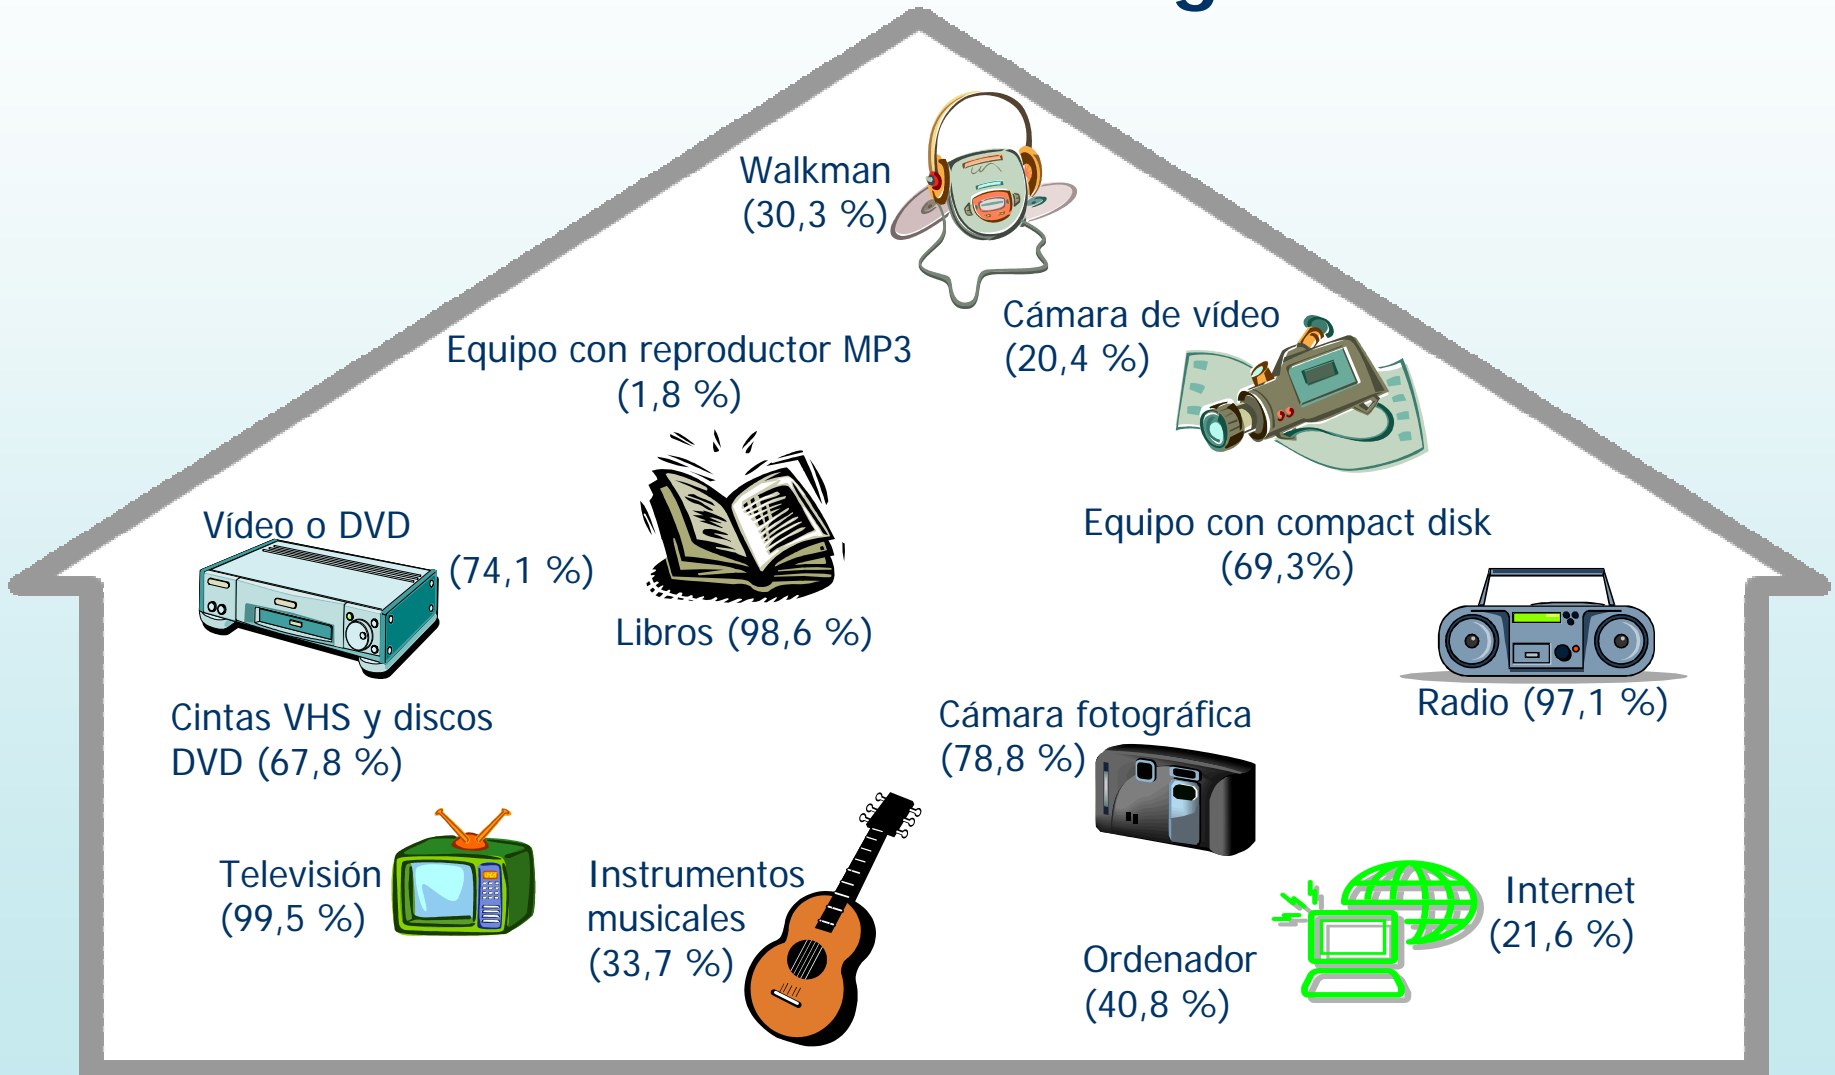 Walkman
(30,3 %)
Cámara de vídeo
(20,4 %)
Equipo con reproductor MP3
(1,8 %)
Vídeo o DVD
(74,1 %)
Equipo con compact disk
(69,3%)
Libros (98,6 %)
Radio (97,1 %)
Cintas VHS y discos
DVD (67,8 %)
Cámara fotográfica
(78,8 %)
Televisión
(99,5 %)
Instrumentos
musicales
(33,7 %)
Internet
(21,6 %)
Ordenador
(40,8 %)